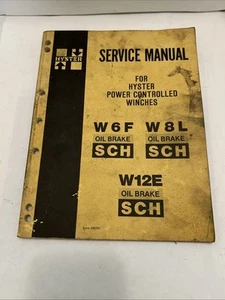 HYSTER
SERVICE MANUAL
FOR
HYSTER
POWER CONTROLLED
WINCHES
W6F W8L
OIL BRAKE OIL BRAKE
SCH SCH
W12E
OIL BRAKE
SCH